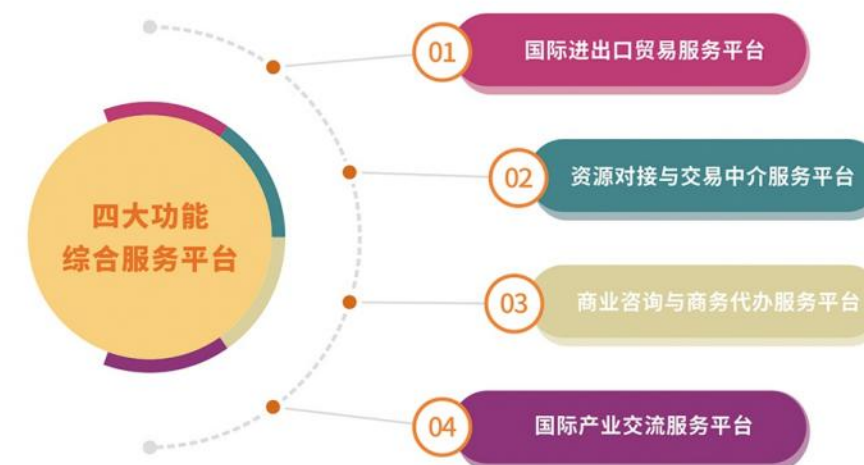 四大功能
综合服务平台
01
国际进出口贸易服务平台
02
资源对接与交易中介服务平台
03
商业咨询与商务代办服务平台
04
国际产业交流服务平台